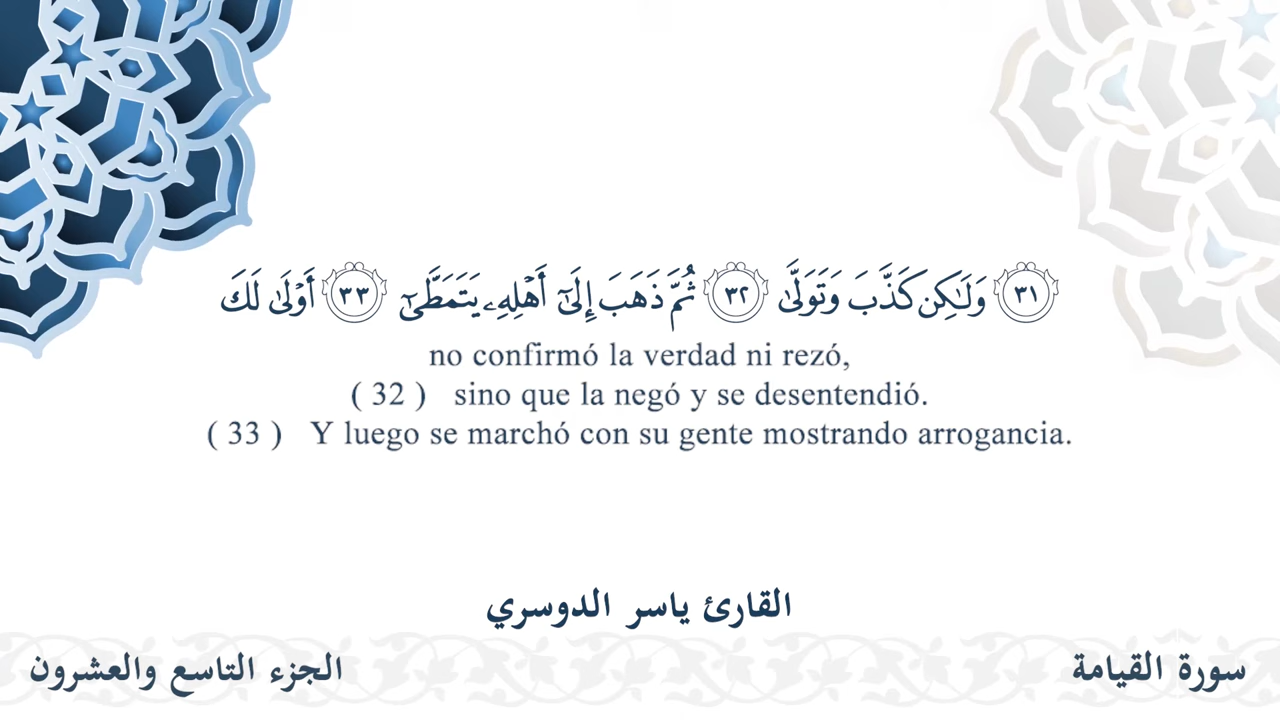 ٣١ وَلَٰكِن كَذَّبَ وَتَوَلَّىٰ ٣٢ ثُمَّ ذَهَبَ إِلَىٰٓ أَهْلِهِۦ يَتَمَطَّىٰٓ ٣٣ أَوْلَىٰ لَكَ
no confirmó la verdad ni rezó,
( 32 ) sino que la negó y se desentendió.
( 33 ) Y luego se marchó con su gente mostrando arrogancia.
القارئ ياسر الدوسري
سورة القيامة
الجزء التاسع والعشرون